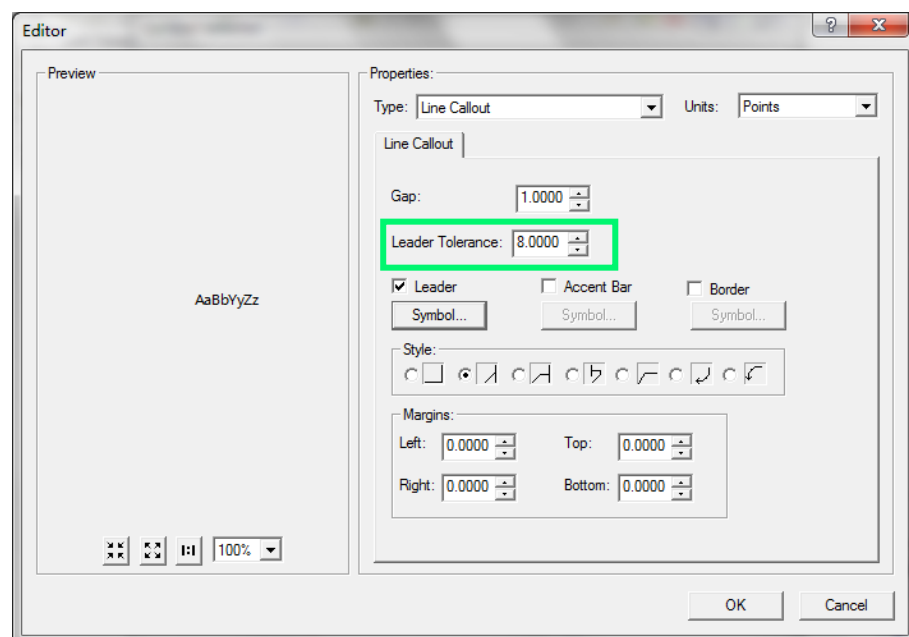 Editor
Preview
AaBbYyZz
100%
Properties:
Type: Line Callout Units: Points
Line Callout
Gap: 1.0000
Leader Tolerance: 8.0000
Leader Accent Bar Border
Symbol... Symbol... Symbol...
Style:
Margins:
Left: 0.0000 Top: 0.0000
Right: 0.0000 Bottom: 0.0000
OK Cancel